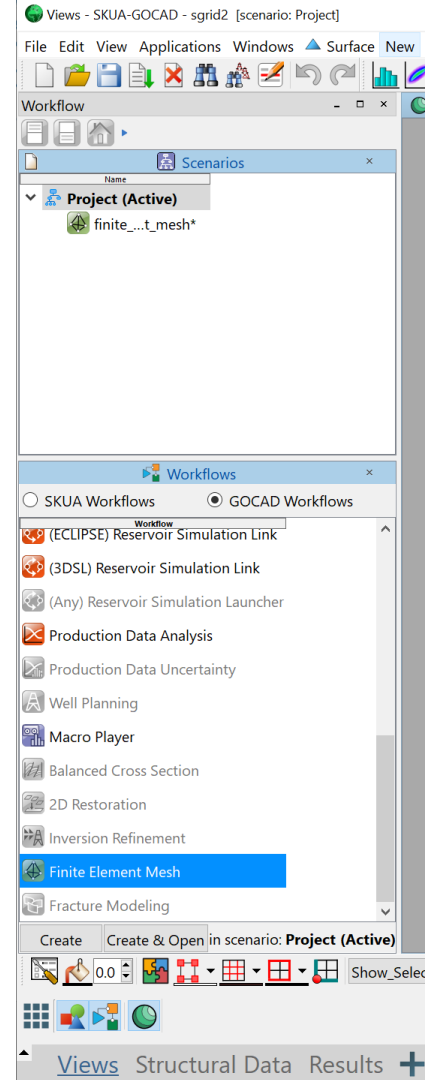 Views - SKUA-GOCAD - sgrid2 [scenario: Project]
File Edit View Applications Windows Surface New
Workflow
Scenarios
Name
Project (Active)
finite_...t_mesh*
Workflows
SKUA Workflows GOCAD Workflows
Workflow
(ECLIPSE) Reservoir Simulation Link
(3DSL) Reservoir Simulation Link
(Any) Reservoir Simulation Launcher
Production Data Analysis
Production Data Uncertainty
Well Planning
Macro Player
Balanced Cross Section
2D Restoration
Inversion Refinement
Finite Element Mesh
Fracture Modeling
Create Create & Open in scenario: Project (Active)
0.0 Show_Selec
Views Structural Data Results